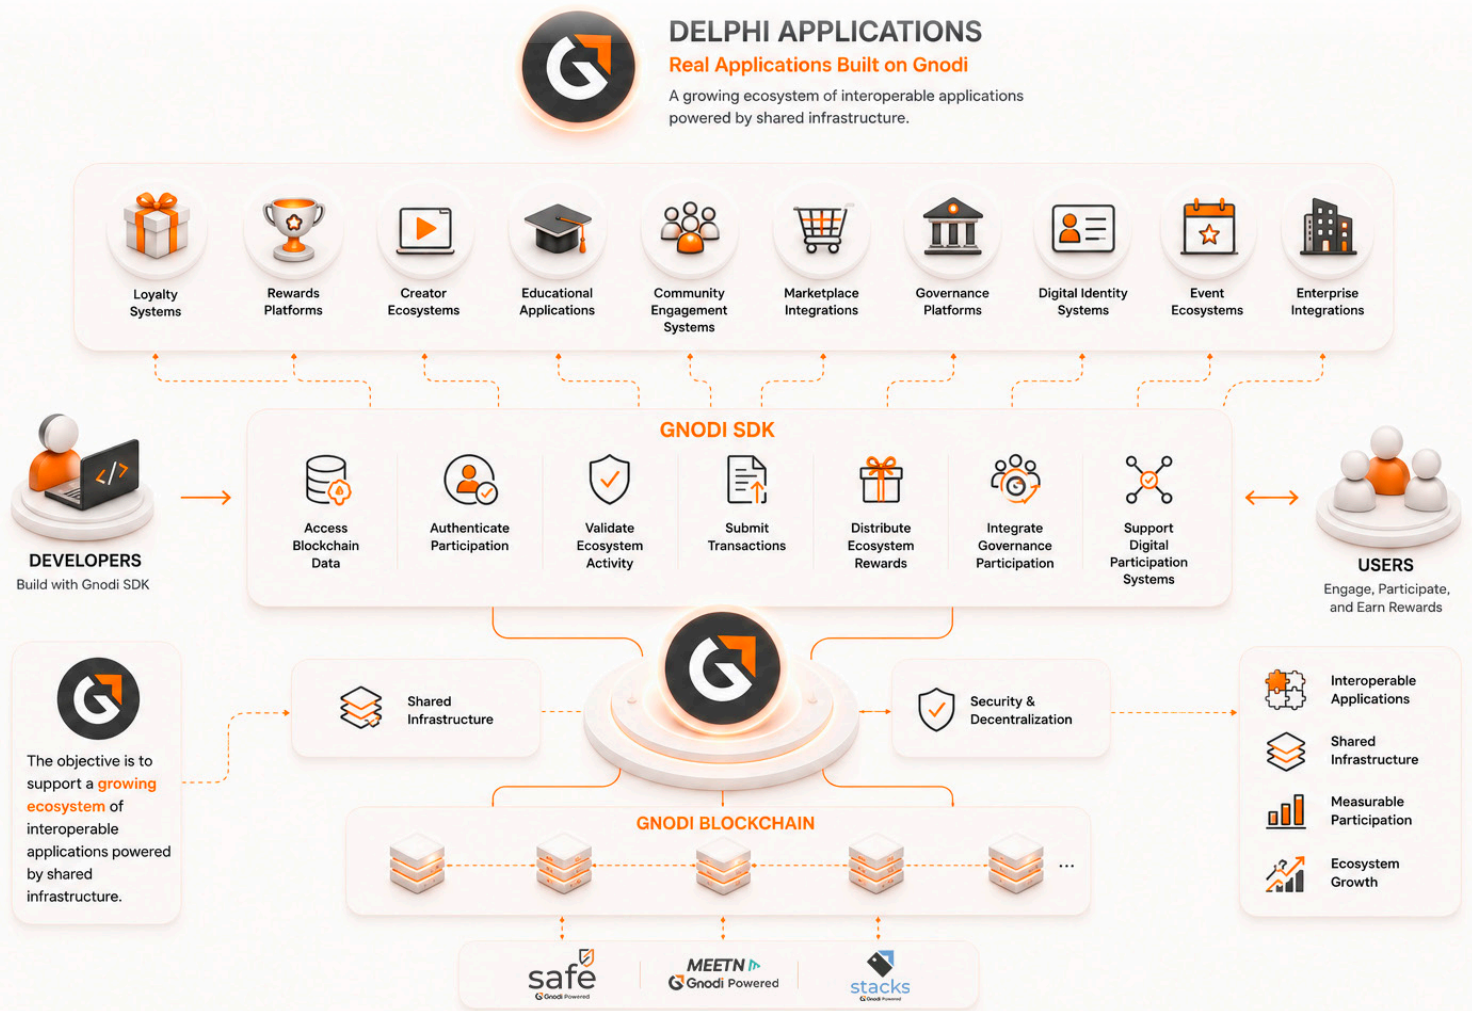 DELPHI APPLICATIONS
Real Applications Built on Gnodi
A growing ecosystem of interoperable applications
powered by shared infrastructure.
Loyalty
Systems
Rewards
Platforms
Creator
Ecosystems
Educational
Applications
Community
Engagement
Systems
Marketplace
Integrations
Governance
Platforms
Digital Identity
Systems
Event
Ecosystems
Enterprise
Integrations
</>
DEVELOPERS
Build with Gnodi SDK
GNODI SDK
Access
Blockchain
Data
Authenticate
Participation
Validate
Ecosystem
Activity
Submit
Transactions
Distribute
Ecosystem
Rewards
Integrate
Governance
Participation
Support
Digital
Participation
Systems
USERS
Engage, Participate,
and Earn Rewards
The objective is to
support a growing
ecosystem of
interoperable
applications powered
by shared
infrastructure.
Shared
Infrastructure
Security &
Decentralization
Interoperable
Applications
Shared
Infrastructure
Measurable
Participation
Ecosystem
Growth
GNODI BLOCKCHAIN
...
safe
Gnodi Powered
MEETN
Gnodi Powered
stacks
Gnodi Powered